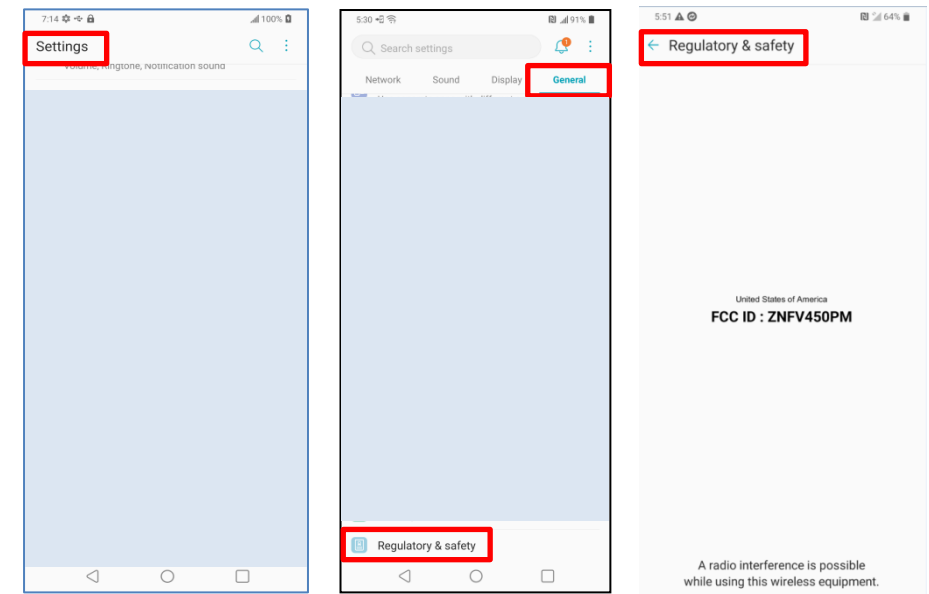 7:14
100%
Settings
Volume, Ringtone, Notification sound
5:30
91%
Search settings
1
Network Sound Display General
Regulatory & safety
5:51
64%
Regulatory & safety
United States of America
FCC ID : ZNFV450PM
A radio interference is possible
while using this wireless equipment.